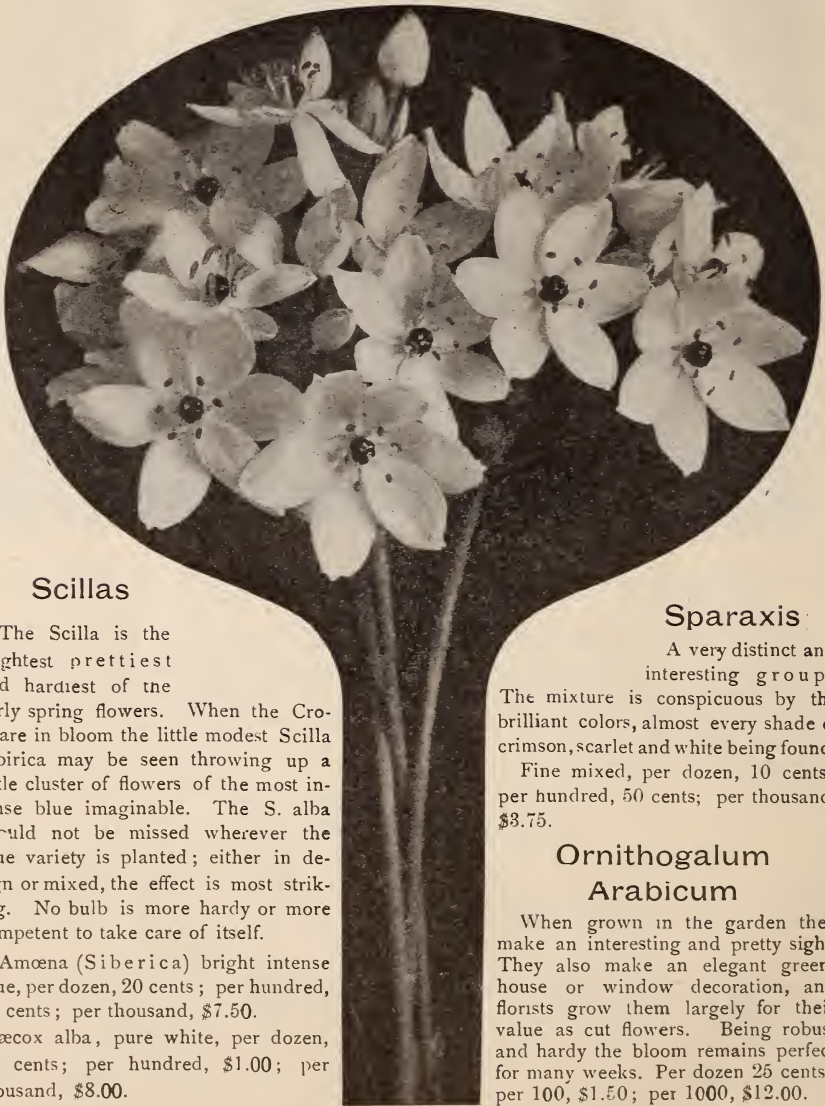 Scillas
The Scilla is the
ghtest prettiest
d hardiest of the
rly spring flowers. When the Cro-
are in bloom the little modest Scilla
birica may be seen throwing up a
tle cluster of flowers of the most in-
nse blue imaginable. The S. alba
uld not be missed wherever the
ue variety is planted; either in de-
gn or mixed, the effect is most strik-
g. No bulb is more hardy or more
mpetent to take care of itself.
Amœna (Siberica) bright intense
ue, per dozen, 20 cents; per hundred,
cents; per thousand, $7.50.
æcox alba, pure white, per dozen,
cents; per hundred, $1.00; per
ousand, $8.00.
Sparaxis
A very distinct an
interesting group
The mixture is conspicuous by th
brilliant colors, almost every shade
crimson, scarlet and white being found
Fine mixed, per dozen, 10 cents
per hundred, 50 cents; per thousand
$3.75.
Ornithogalum
Arabicum
When grown in the garden the
make an interesting and pretty sigh
They also make an elegant green
house or window decoration, an
florists grow them largely for thei
value as cut flowers. Being robus
and hardy the bloom remains perfec
for many weeks. Per dozen 25 cents
per 100, $1.50; per 1000, $12.00.